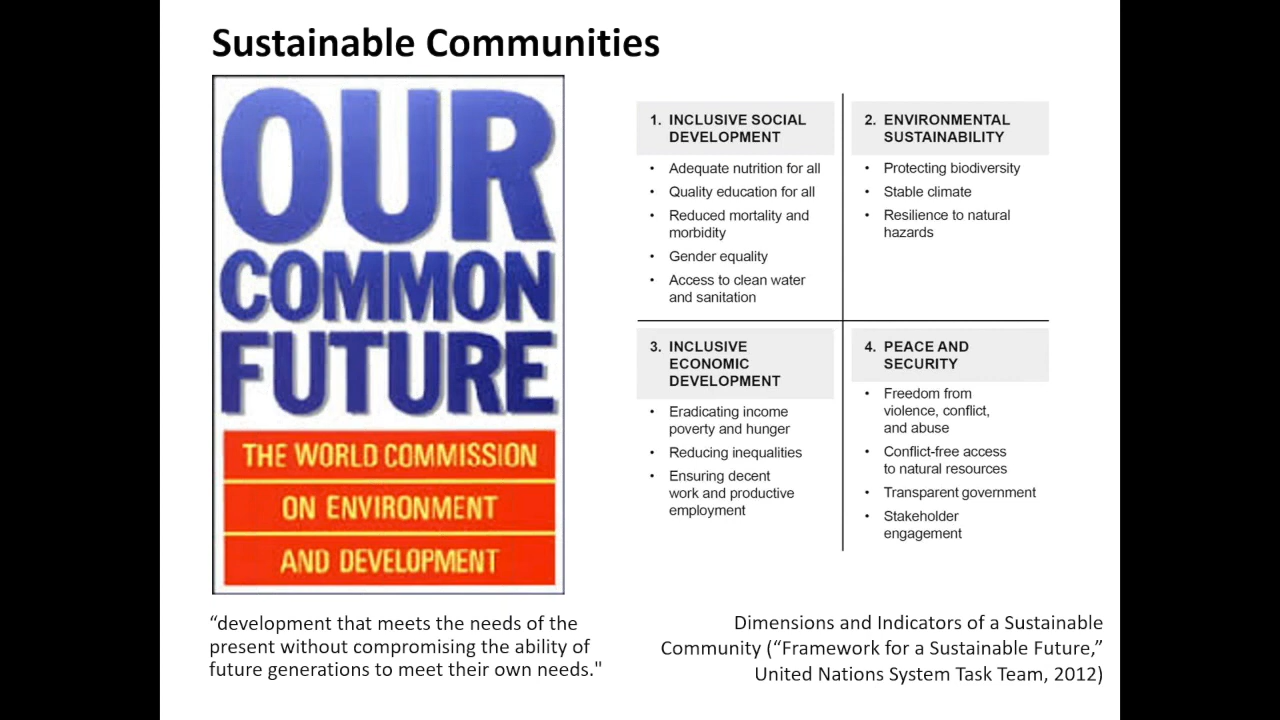 Sustainable Communities
OUR
COMMON
FUTURE
THE WORLD COMMISSION
ON ENVIRONMENT
AND DEVELOPMENT
“development that meets the needs of the
present without compromising the ability of
future generations to meet their own needs."
1. INCLUSIVE SOCIAL
DEVELOPMENT
• Adequate nutrition for all
• Quality education for all
• Reduced mortality and
morbidity
• Gender equality
• Access to clean water
and sanitation
2. ENVIRONMENTAL
SUSTAINABILITY
• Protecting biodiversity
• Stable climate
• Resilience to natural
hazards
3. INCLUSIVE
ECONOMIC
DEVELOPMENT
• Eradicating income
poverty and hunger
• Reducing inequalities
• Ensuring decent
work and productive
employment
4. PEACE AND
SECURITY
• Freedom from
violence, conflict,
and abuse
• Conflict-free access
to natural resources
• Transparent government
• Stakeholder
engagement
Dimensions and Indicators of a Sustainable
Community (“Framework for a Sustainable Future,”
United Nations System Task Team, 2012)